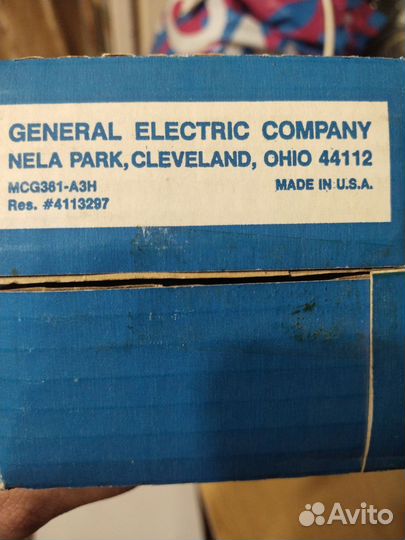 GENERAL ELECTRIC COMPANY
NELA PARK, CLEVELAND, OHIO 44112
MCG361-A3H MADE IN U.S.A.
Res. #4113297
Avito